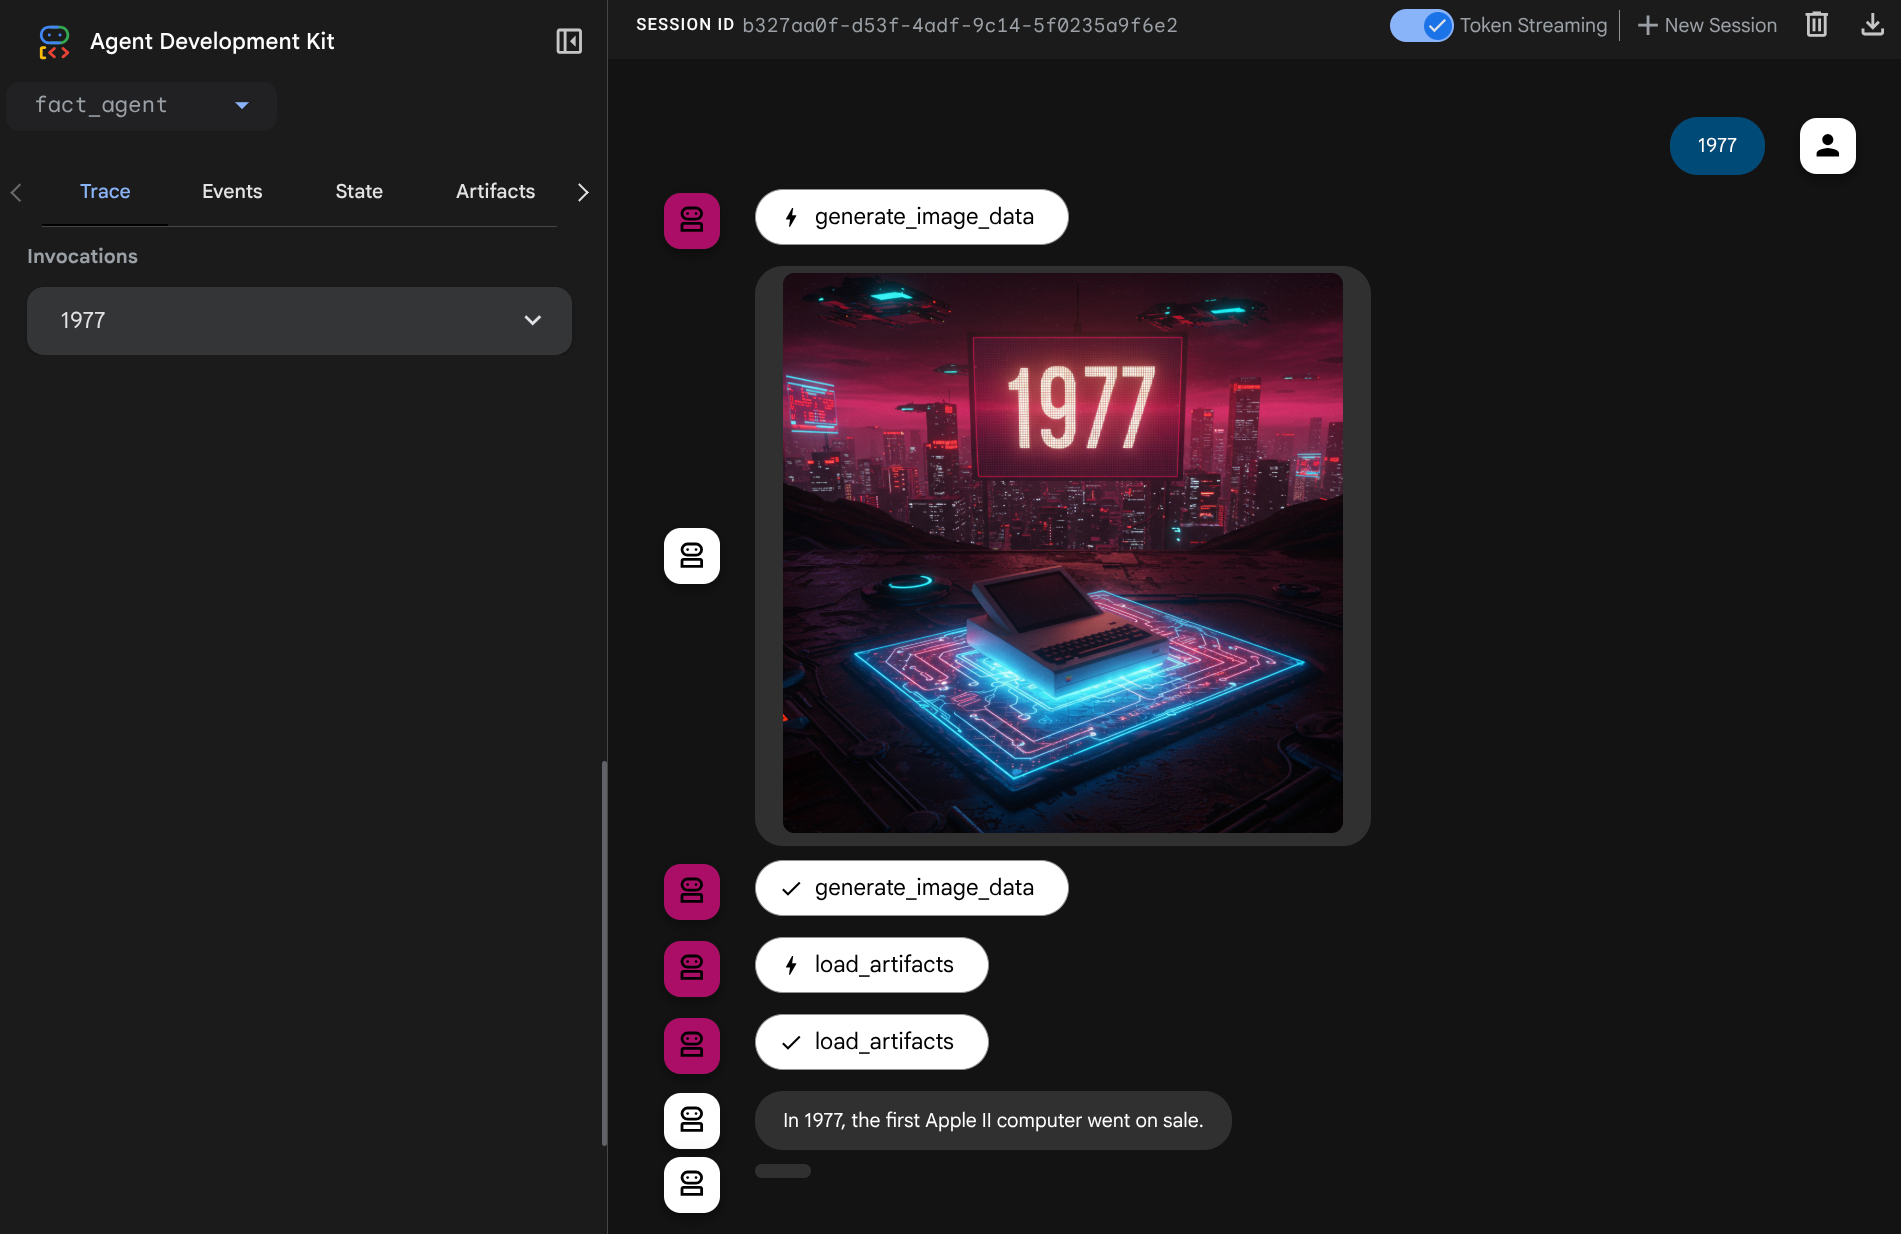 Agent Development Kit
SESSION ID b327aa0f-d53f-4adf-9c14-5f0235a9f6e2
Token Streaming
New Session
fact_agent
Trace Events State Artifacts
Invocations
1977
1977
generate_image_data
1977
generate_image_data
load_artifacts
load_artifacts
In 1977, the first Apple II computer went on sale.